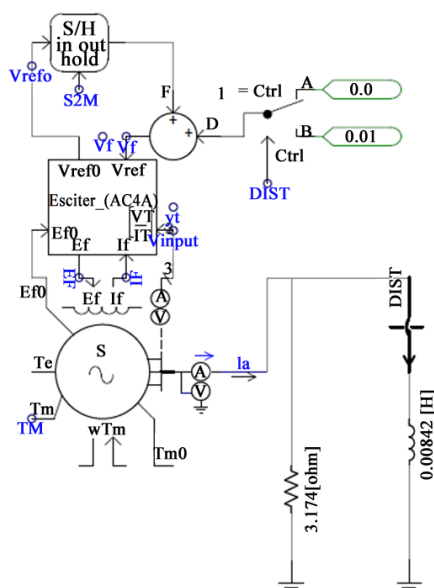 S/H
in out
hold
Vrefo
S2M
F
1 = Ctrl
A
0.0
D
B
0.01
Ctrl
DIST
Vf
Vf
Vref0
Vref
Esciter_(AC4A)
VT
IT
3
vt
Vinput
Ef0
Ef
If
EF
IF
3
Ef0
Ef
If
A
V
S
Te
Tm
TM
wTm
Tm0
A
V
Ia
DIST
3.174[ohm]
0.00842 [H]